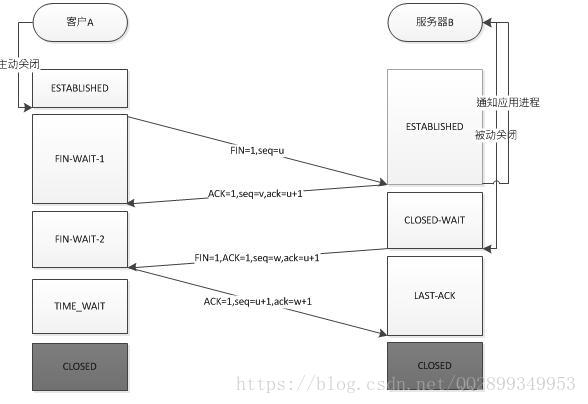 客户A
服务器B
主动关闭
ESTABLISHED
通知应用进程
ESTABLISHED
被动关闭
FIN=1,seq=u
FIN-WAIT-1
ACK=1,seq=v,ack=u+1
CLOSED-WAIT
FIN-WAIT-2
FIN=1,ACK=1,seq=w,ack=u+1
LAST-ACK
TIME_WAIT
ACK=1,seq=u+1,ack=w+1
CLOSED
CLOSED
https://blog.csdn.net/002899349953